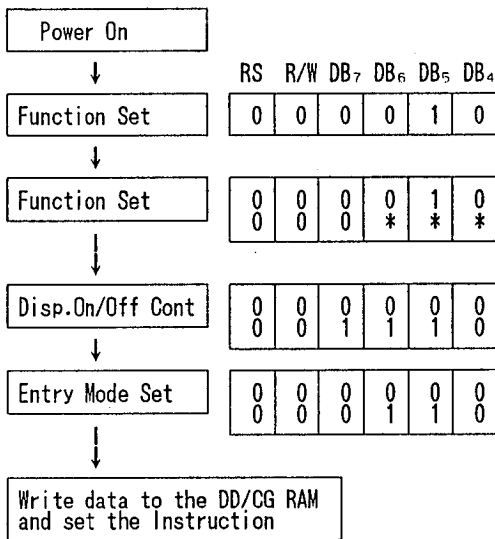 Power On
RS R/W DB₇ DB₆ DB₅ DB₄
Function Set 0 0 0 0 1 0
Function Set 0 0 0 0 1 0
0 0 0 * * *
Disp.On/Off Cont 0 0 0 0 0 0
0 0 1 1 1 0
Entry Mode Set 0 0 0 0 0 0
0 0 0 1 1 0
Write data to the DD/CG RAM
and set the Instruction